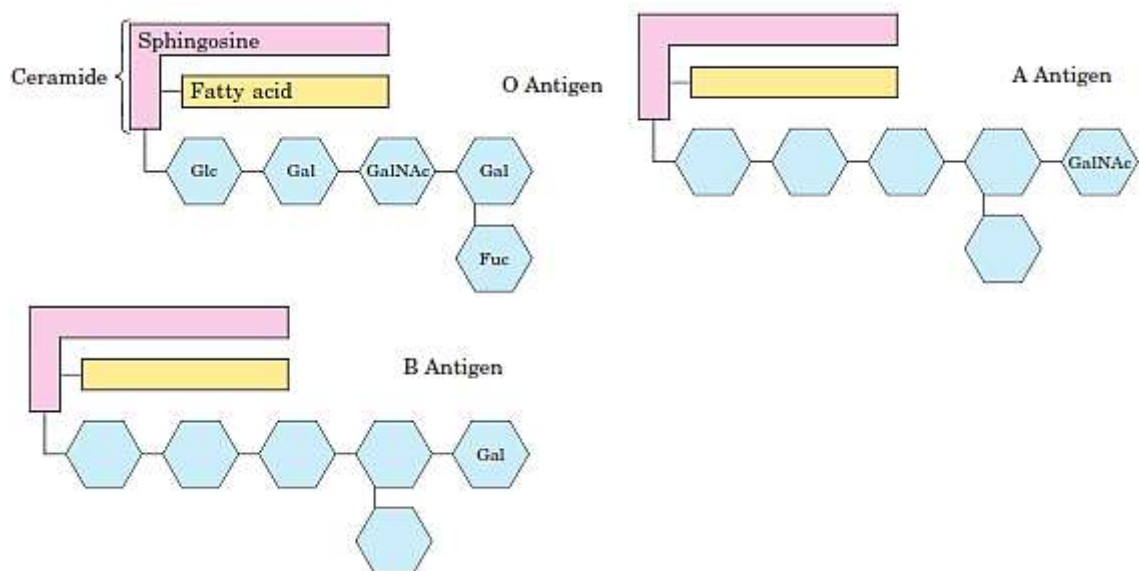 Sphingosine
Ceramide
Fatty acid
O Antigen
Glc
Gal
GalNAc
Gal
Fuc
A Antigen
GalNAc
B Antigen
Gal